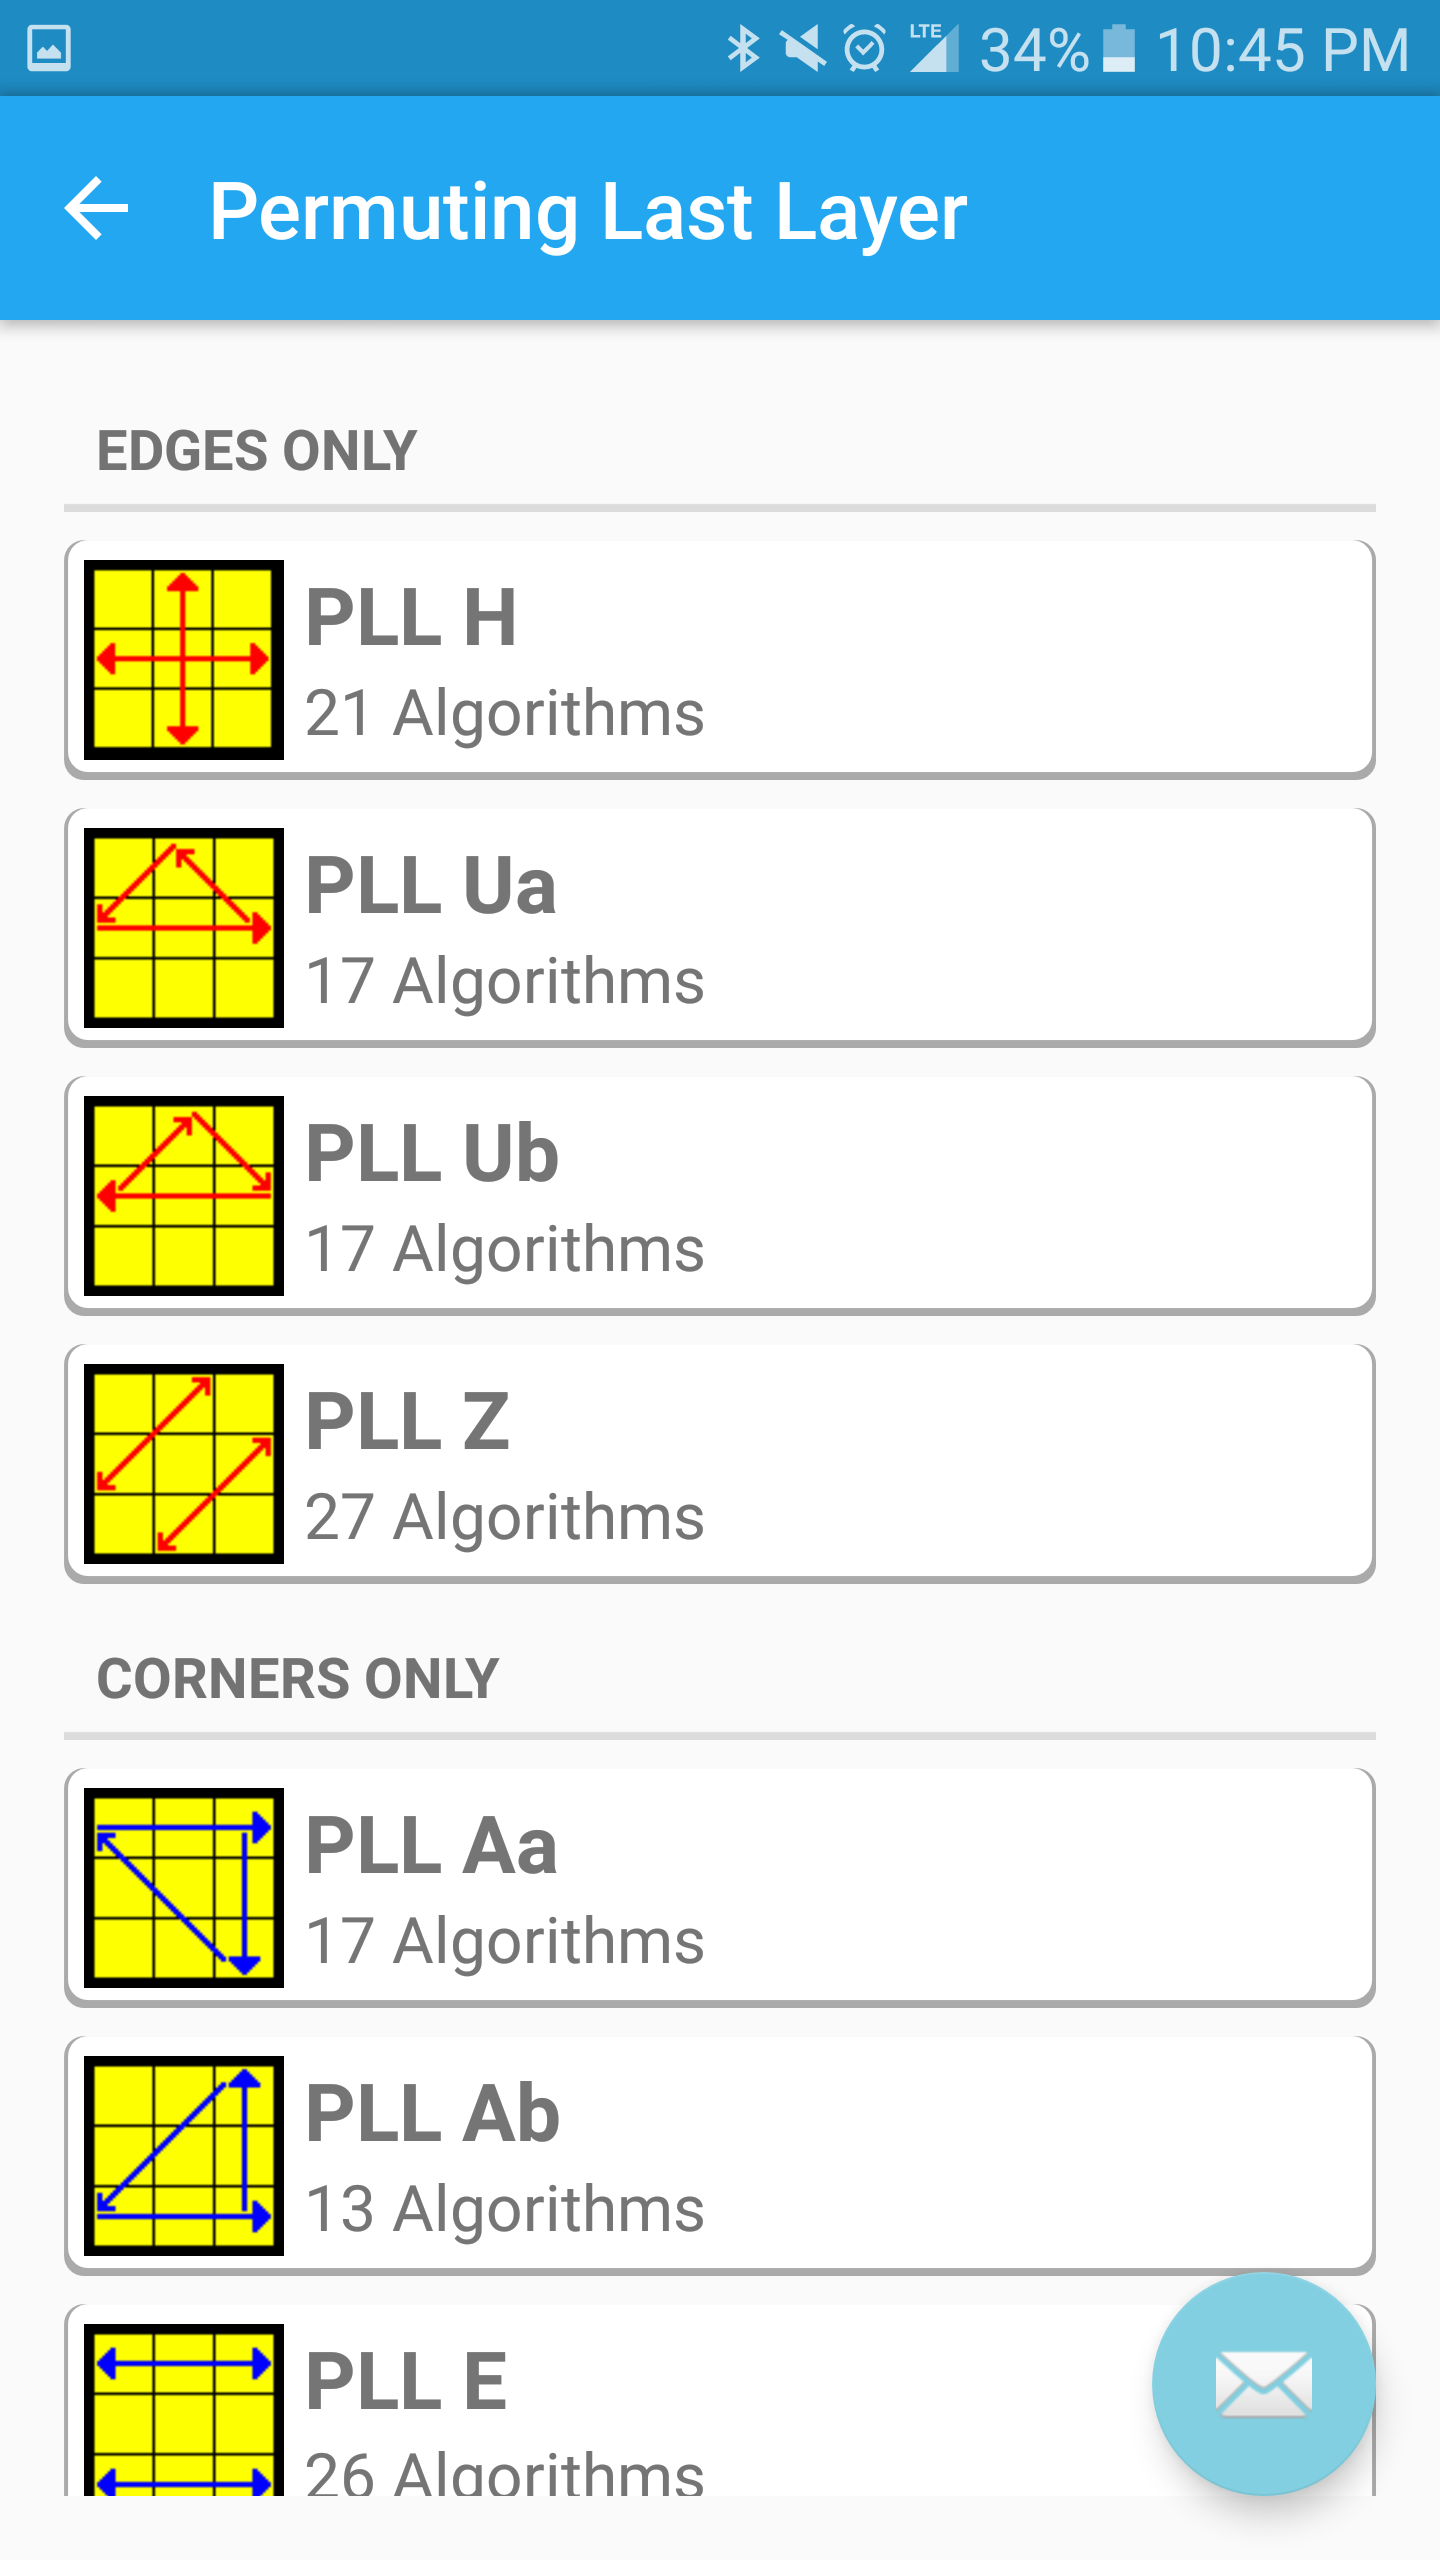 LTE 34% 10:45 PM
Permuting Last Layer
EDGES ONLY
PLL H
21 Algorithms
PLL Ua
17 Algorithms
PLL Ub
17 Algorithms
PLL Z
27 Algorithms
CORNERS ONLY
PLL Aa
17 Algorithms
PLL Ab
13 Algorithms
PLL E
26 Algorithms